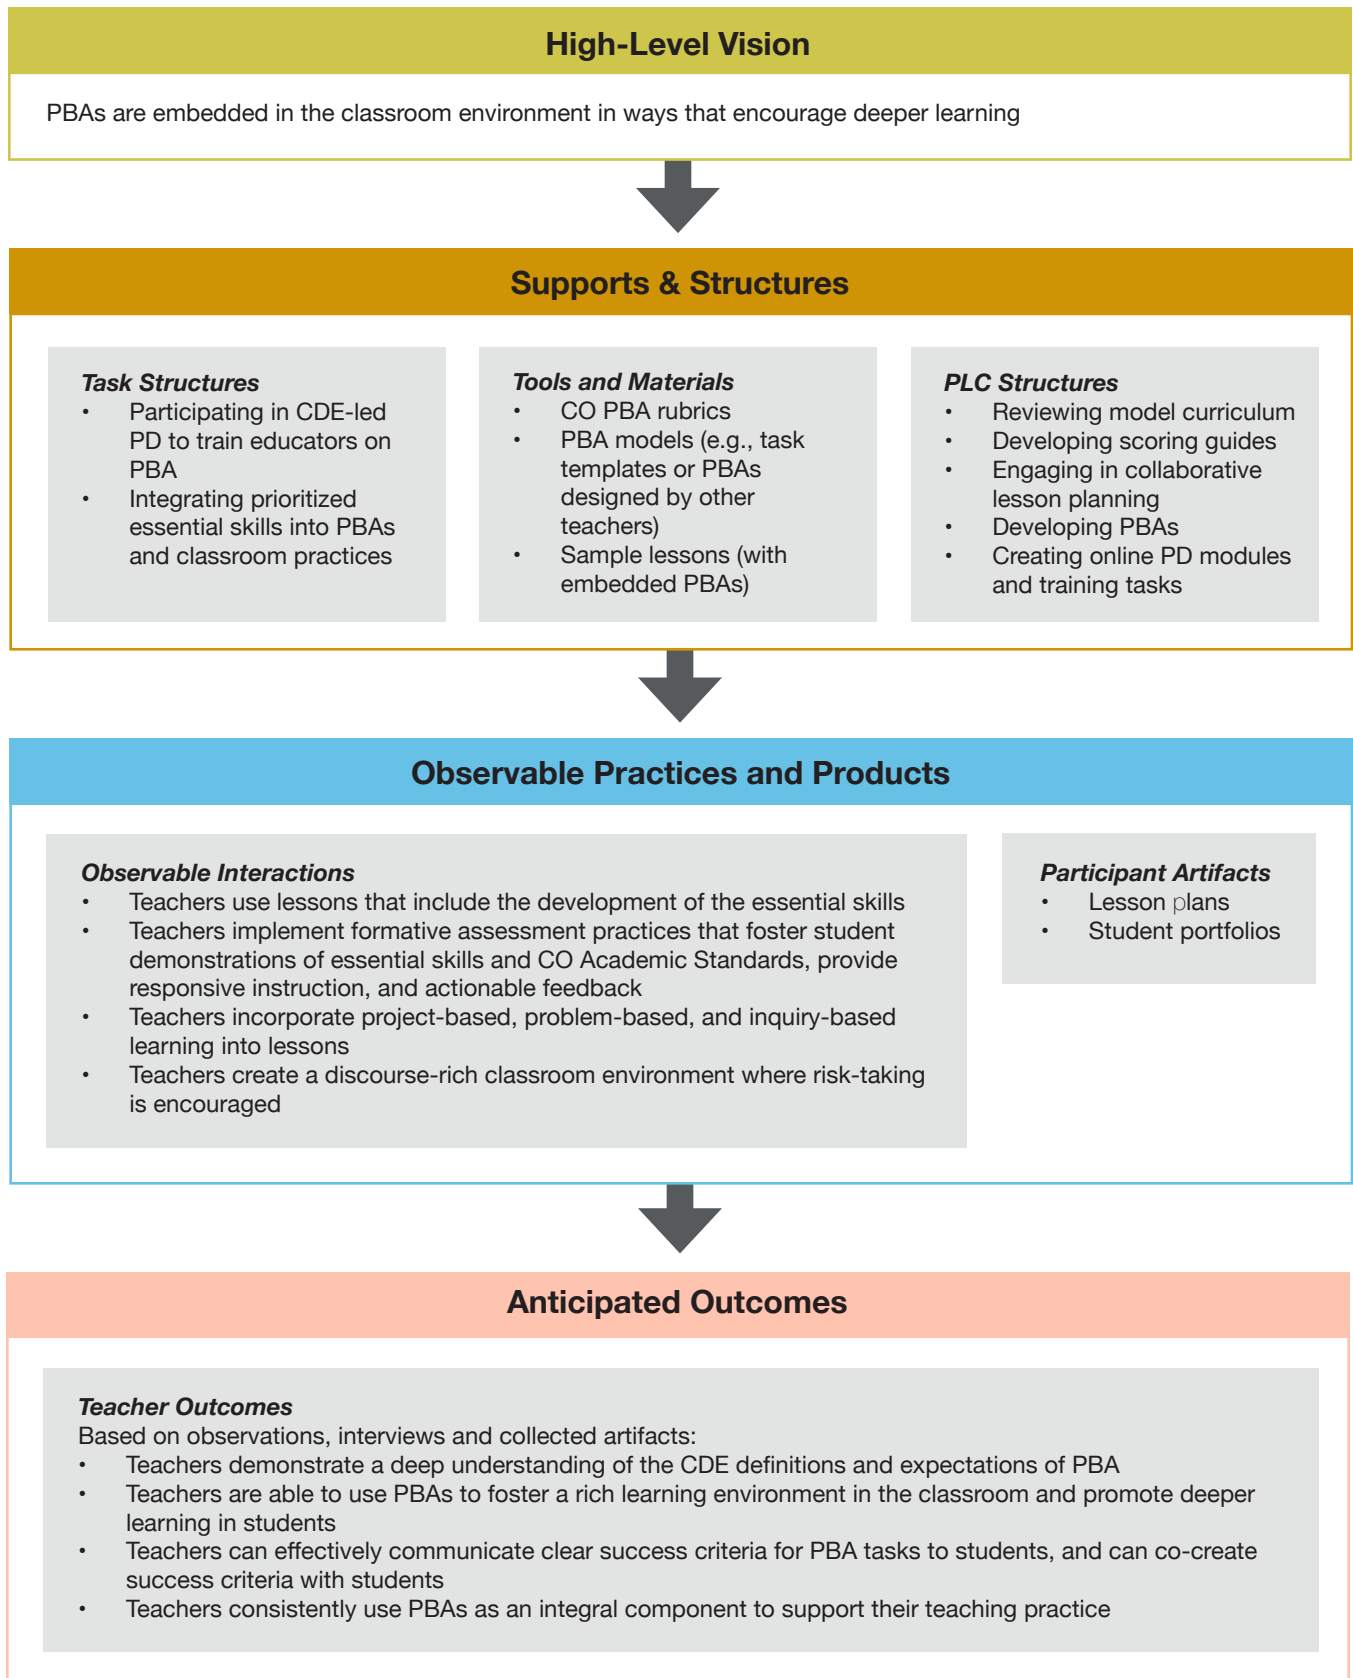 High-Level Vision
PBAs are embedded in the classroom environment in ways that encourage deeper learning
Supports & Structures
Task Structures
• Participating in CDE-led
PD to train educators on
PBA
• Integrating prioritized
essential skills into PBAs
and classroom practices
Tools and Materials
• CO PBA rubrics
• PBA models (e.g., task
templates or PBAs
designed by other
teachers)
• Sample lessons (with
embedded PBAs)
PLC Structures
• Reviewing model curriculum
• Developing scoring guides
• Engaging in collaborative
lesson planning
• Developing PBAs
• Creating online PD modules
and training tasks
Observable Practices and Products
Observable Interactions
• Teachers use lessons that include the development of the essential skills
• Teachers implement formative assessment practices that foster student
demonstrations of essential skills and CO Academic Standards, provide
responsive instruction, and actionable feedback
• Teachers incorporate project-based, problem-based, and inquiry-based
learning into lessons
• Teachers create a discourse-rich classroom environment where risk-taking
is encouraged
Participant Artifacts
• Lesson plans
• Student portfolios
Anticipated Outcomes
Teacher Outcomes
Based on observations, interviews and collected artifacts:
• Teachers demonstrate a deep understanding of the CDE definitions and expectations of PBA
• Teachers are able to use PBAs to foster a rich learning environment in the classroom and promote deeper
learning in students
• Teachers can effectively communicate clear success criteria for PBA tasks to students, and can co-create
success criteria with students
• Teachers consistently use PBAs as an integral component to support their teaching practice